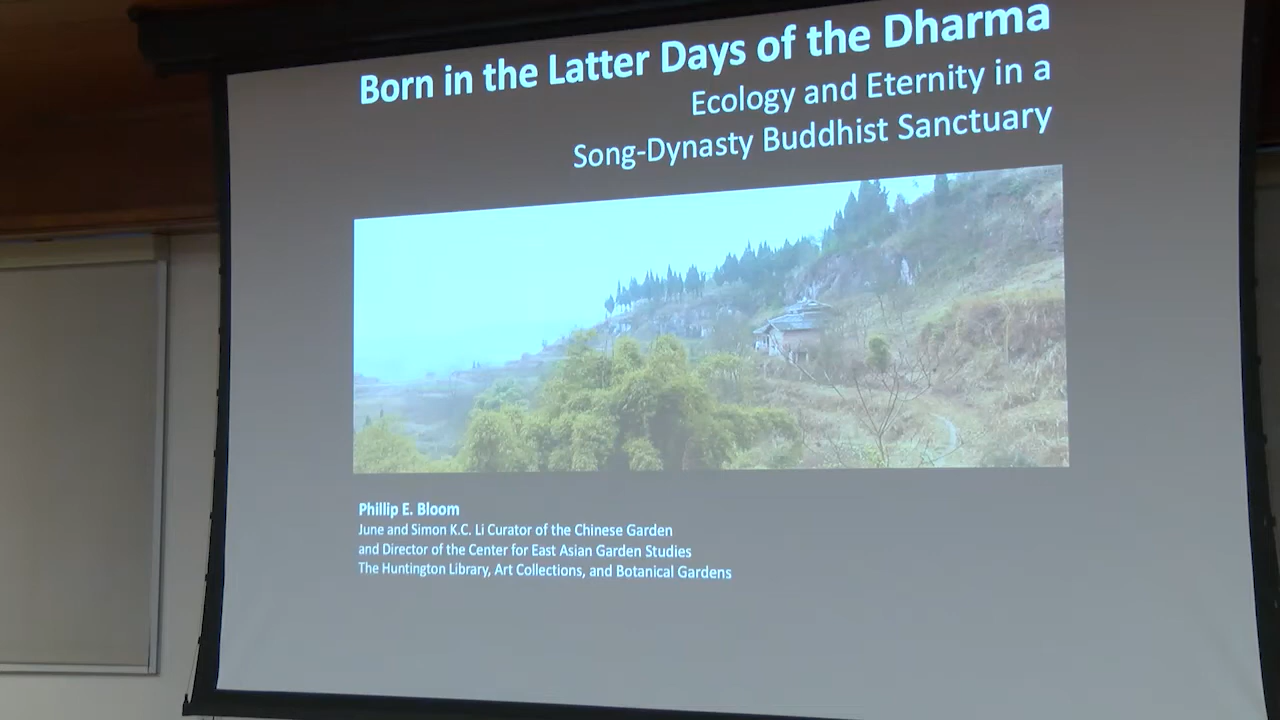 Born in the Latter Days of the Dharma
Ecology and Eternity in a
Song-Dynasty Buddhist Sanctuary
Phillip E. Bloom
June and Simon K.C. Li Curator of the Chinese Garden
and Director of the Center for East Asian Garden Studies
The Huntington Library, Art Collections, and Botanical Gardens